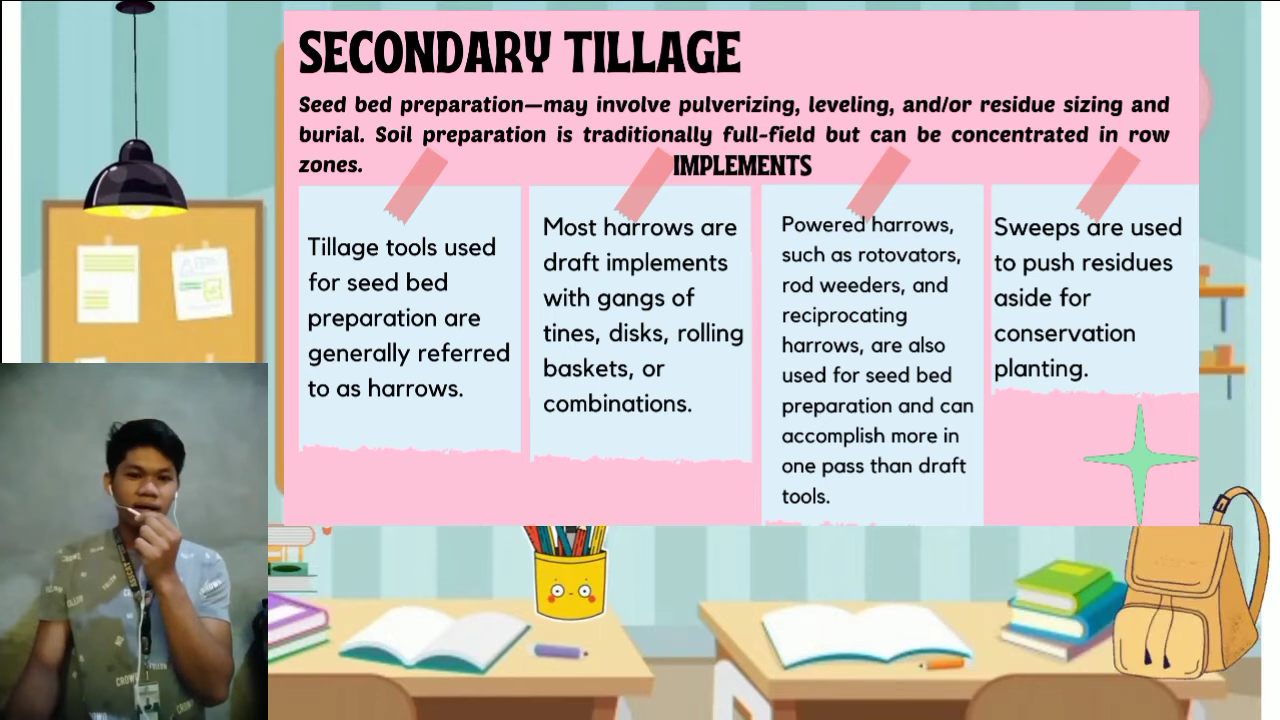 SECONDARY TILLAGE
Seed bed preparation—may involve pulverizing, leveling, and/or residue sizing and
burial. Soil preparation is traditionally full-field but can be concentrated in row
zones.
IMPLEMENTS
Tillage tools used
for seed bed
preparation are
generally referred
to as harrows.
Most harrows are
draft implements
with gangs of
tines, disks, rolling
baskets, or
combinations.
Powered harrows,
such as rotovators,
rod weeders, and
reciprocating
harrows, are also
used for seed bed
preparation and can
accomplish more in
one pass than draft
tools.
Sweeps are used
to push residues
aside for
conservation
planting.